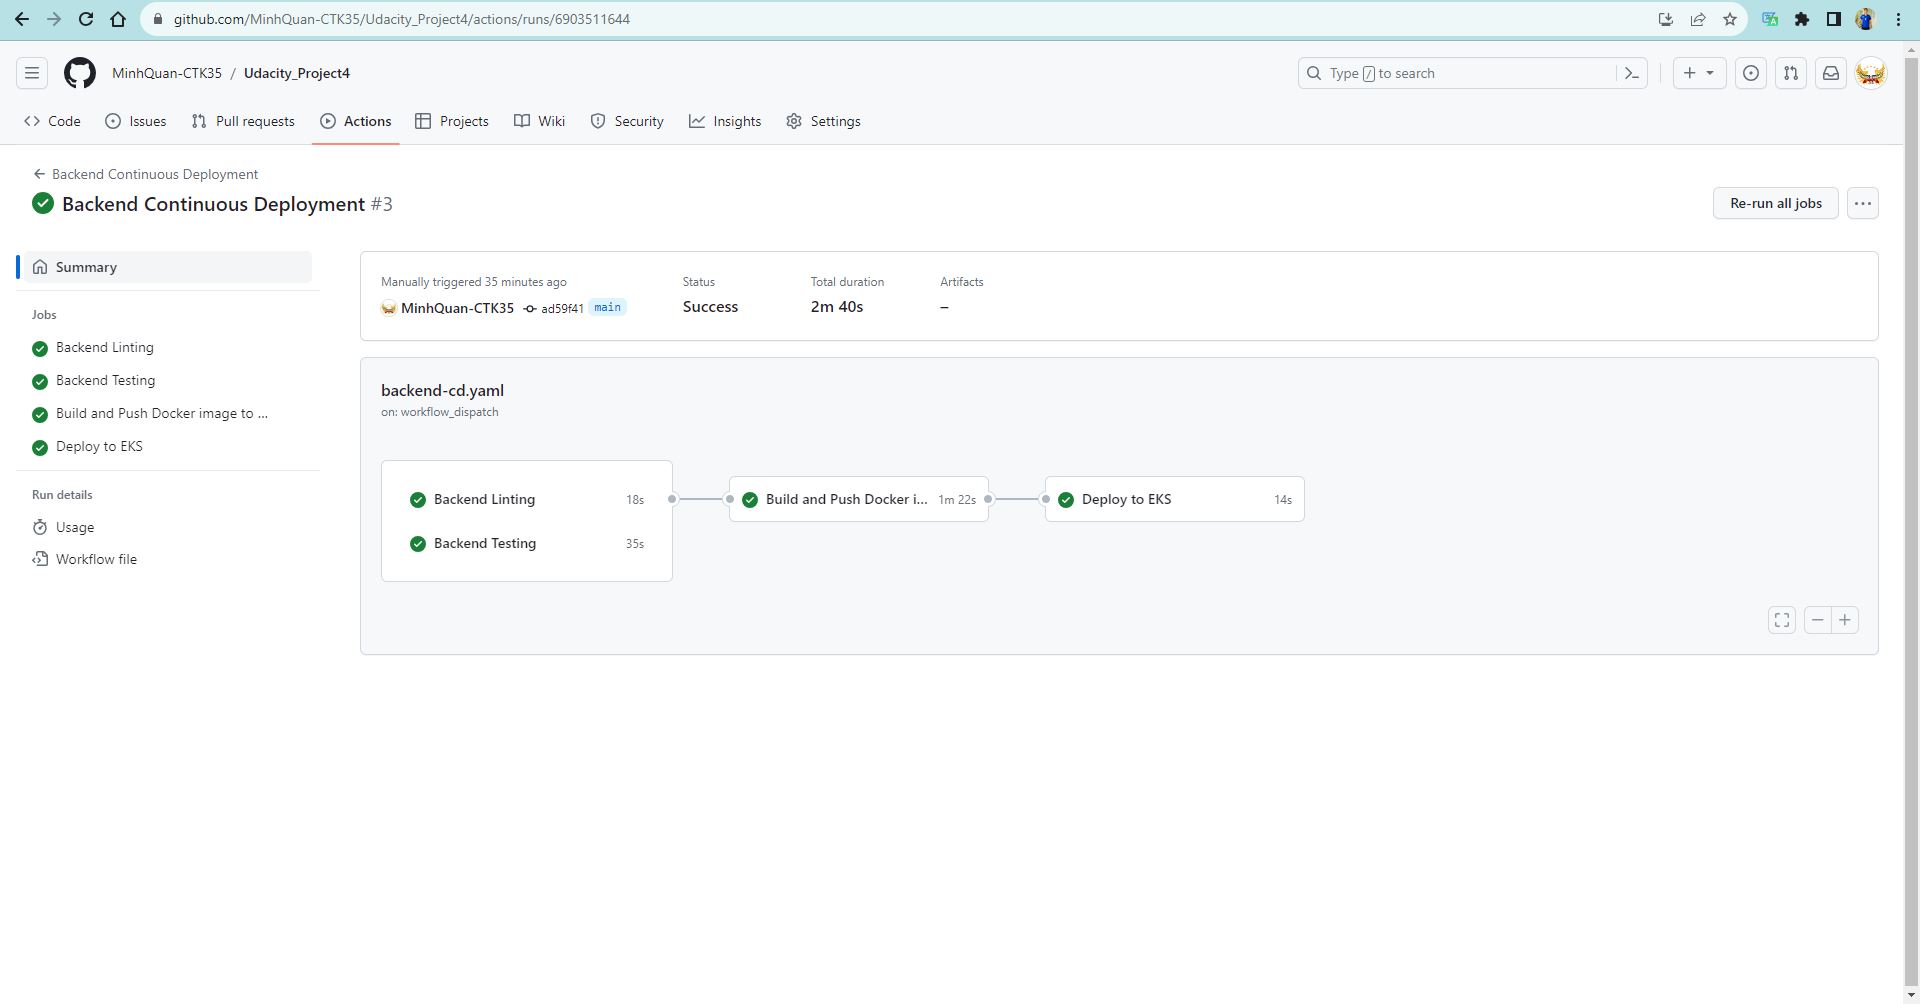 github.com/MinhQuan-CTK35/Udacity_Project4/actions/runs/6903511644
MinhQuan-CTK35 / Udacity_Project4
Type / to search
Code Issues Pull requests Actions Projects Wiki Security Insights Settings
Backend Continuous Deployment
Backend Continuous Deployment #3
Re-run all jobs
Summary
Jobs
Backend Linting
Backend Testing
Build and Push Docker image to ...
Deploy to EKS
Run details
Usage
Workflow file
Manually triggered 35 minutes ago Status Total duration Artifacts
MinhQuan-CTK35 ad59f41 main Success 2m 40s –
backend-cd.yaml
on: workflow_dispatch
Backend Linting 18s Build and Push Docker i... 1m 22s Deploy to EKS 14s
Backend Testing 35s